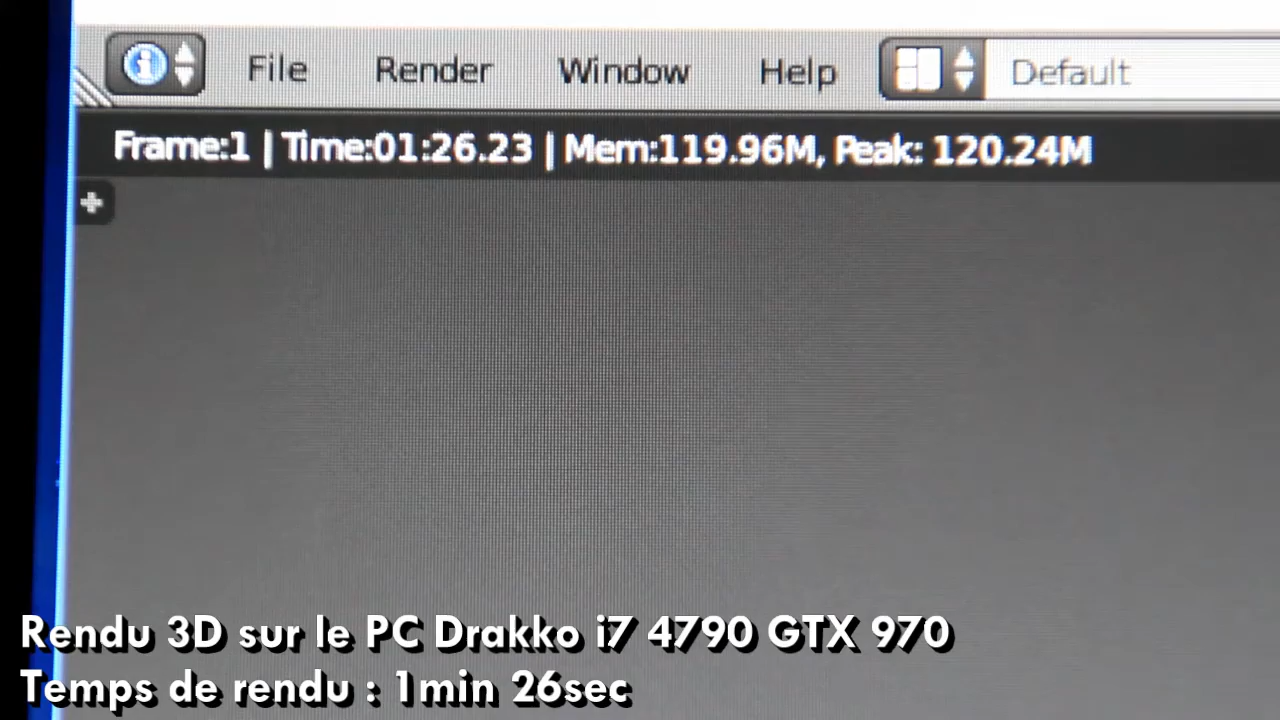 File Render Window Help Default
Frame:1 | Time:01:26.23 | Mem:119.96M, Peak: 120.24M
Rendu 3D sur le PC Drakko i7 4790 GTX 970
Temps de rendu : 1min 26sec